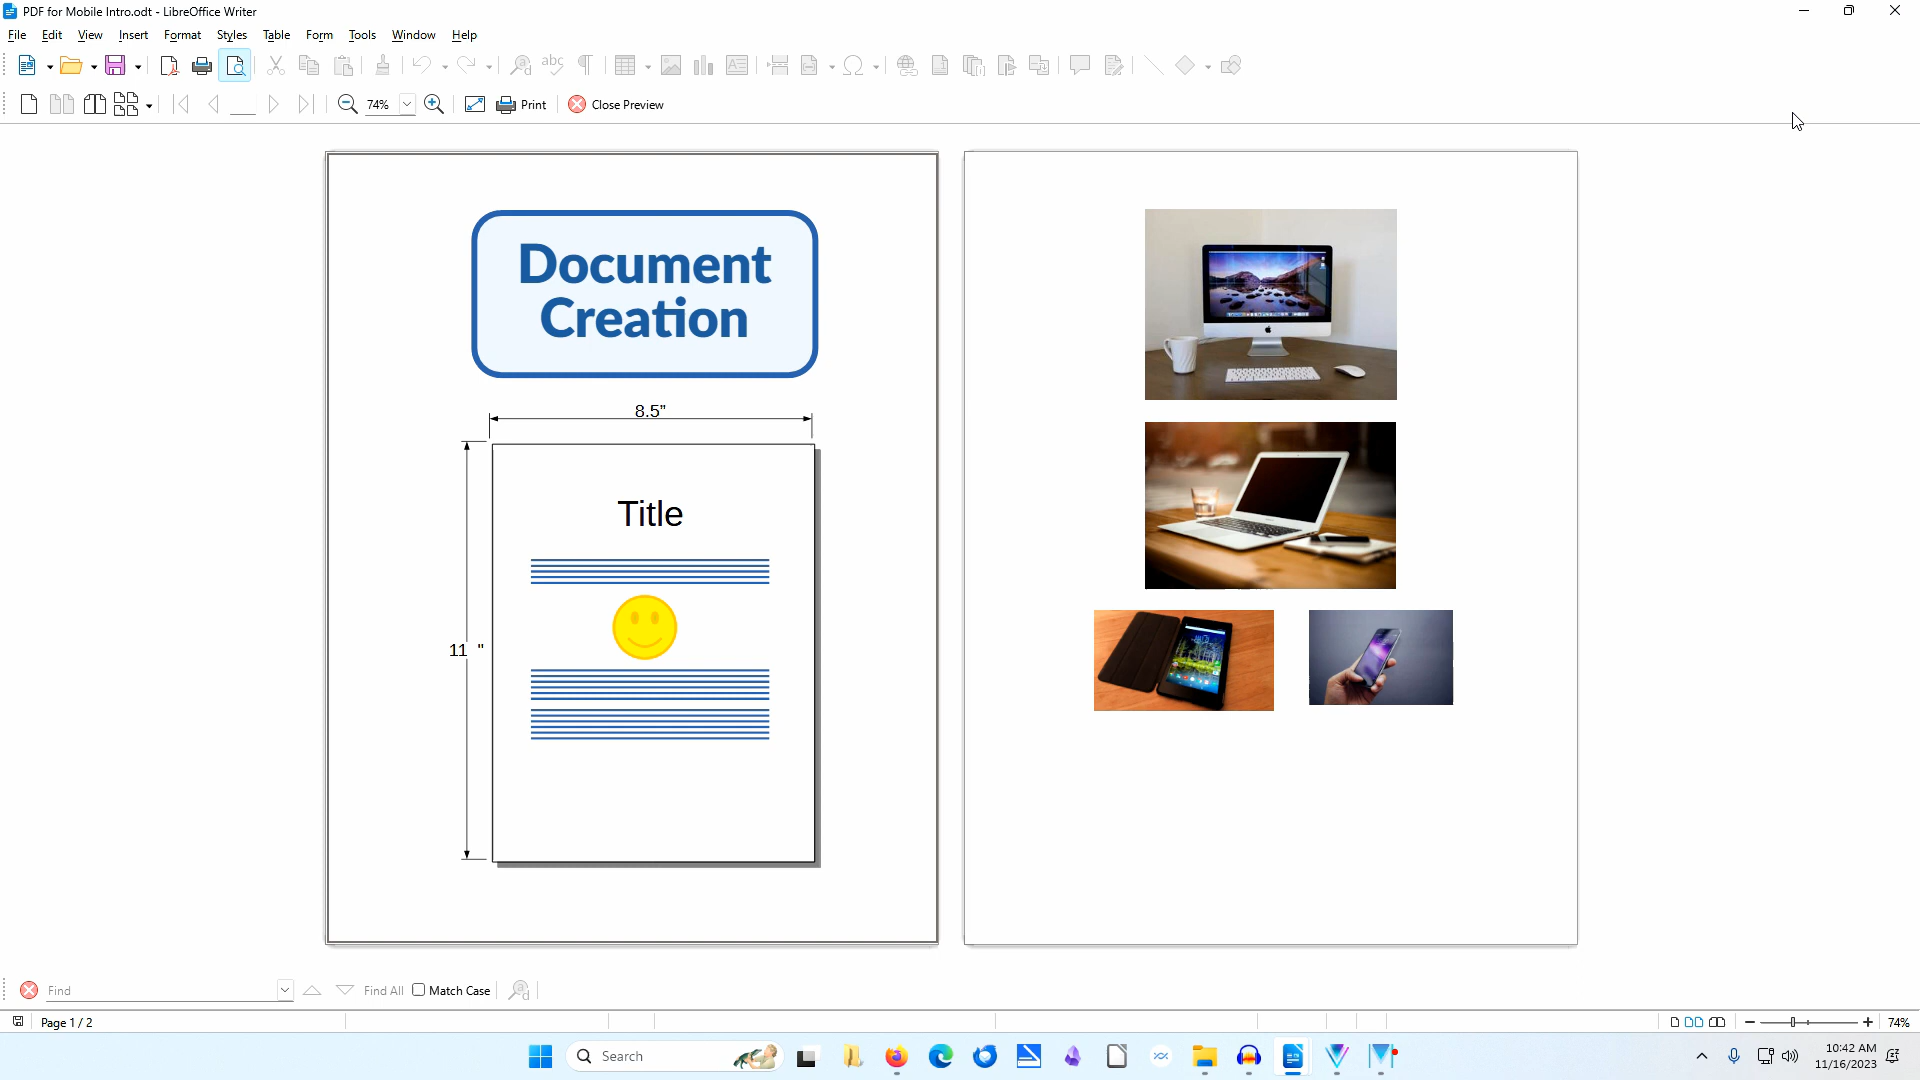 PDF for Mobile Intro.odt - LibreOffice Writer
File Edit View Insert Format Styles Table Form Tools Window Help
74% Print Close Preview
Document
Creation
8.5”
Title
11 "
Find Find All Match Case
Page 1 / 2 74%
Search
10:42 AM
11/16/2023